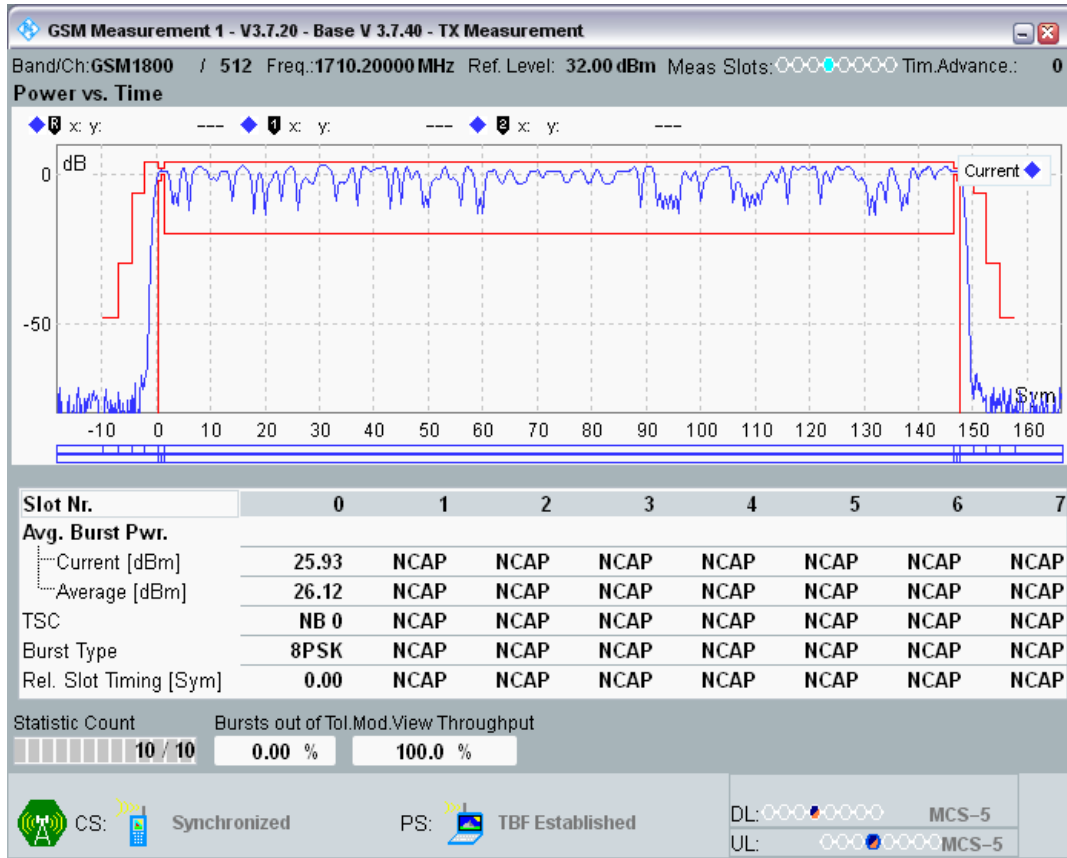 GSM Measurement 1 - V3.7.20 - Base V 3.7.40 - TX Measurement
Band/Ch:GSM1800 / 512 Freq.:1710.20000 MHz Ref. Level: 32.00 dBm Meas Slots: Tim.Advance.: 0
Power vs. Time
R x: y: --- 1 x: y: --- 2 x: y: ---
dB
Current
0
-50
Sym
-10 0 10 20 30 40 50 60 70 80 90 100 110 120 130 140 150 160
Slot Nr. 0 1 2 3 4 5 6 7
Avg. Burst Pwr.
Current [dBm] 25.93 NCAP NCAP NCAP NCAP NCAP NCAP NCAP
Average [dBm] 26.12 NCAP NCAP NCAP NCAP NCAP NCAP NCAP
TSC NB 0 NCAP NCAP NCAP NCAP NCAP NCAP NCAP
Burst Type 8PSK NCAP NCAP NCAP NCAP NCAP NCAP NCAP
Rel. Slot Timing [Sym] 0.00 NCAP NCAP NCAP NCAP NCAP NCAP NCAP
Statistic Count Bursts out of Tol.Mod.View Throughput
10 / 10 0.00 % 100.0 %
CS: Synchronized PS: TBF Established
DL: MCS-5
UL: MCS-5